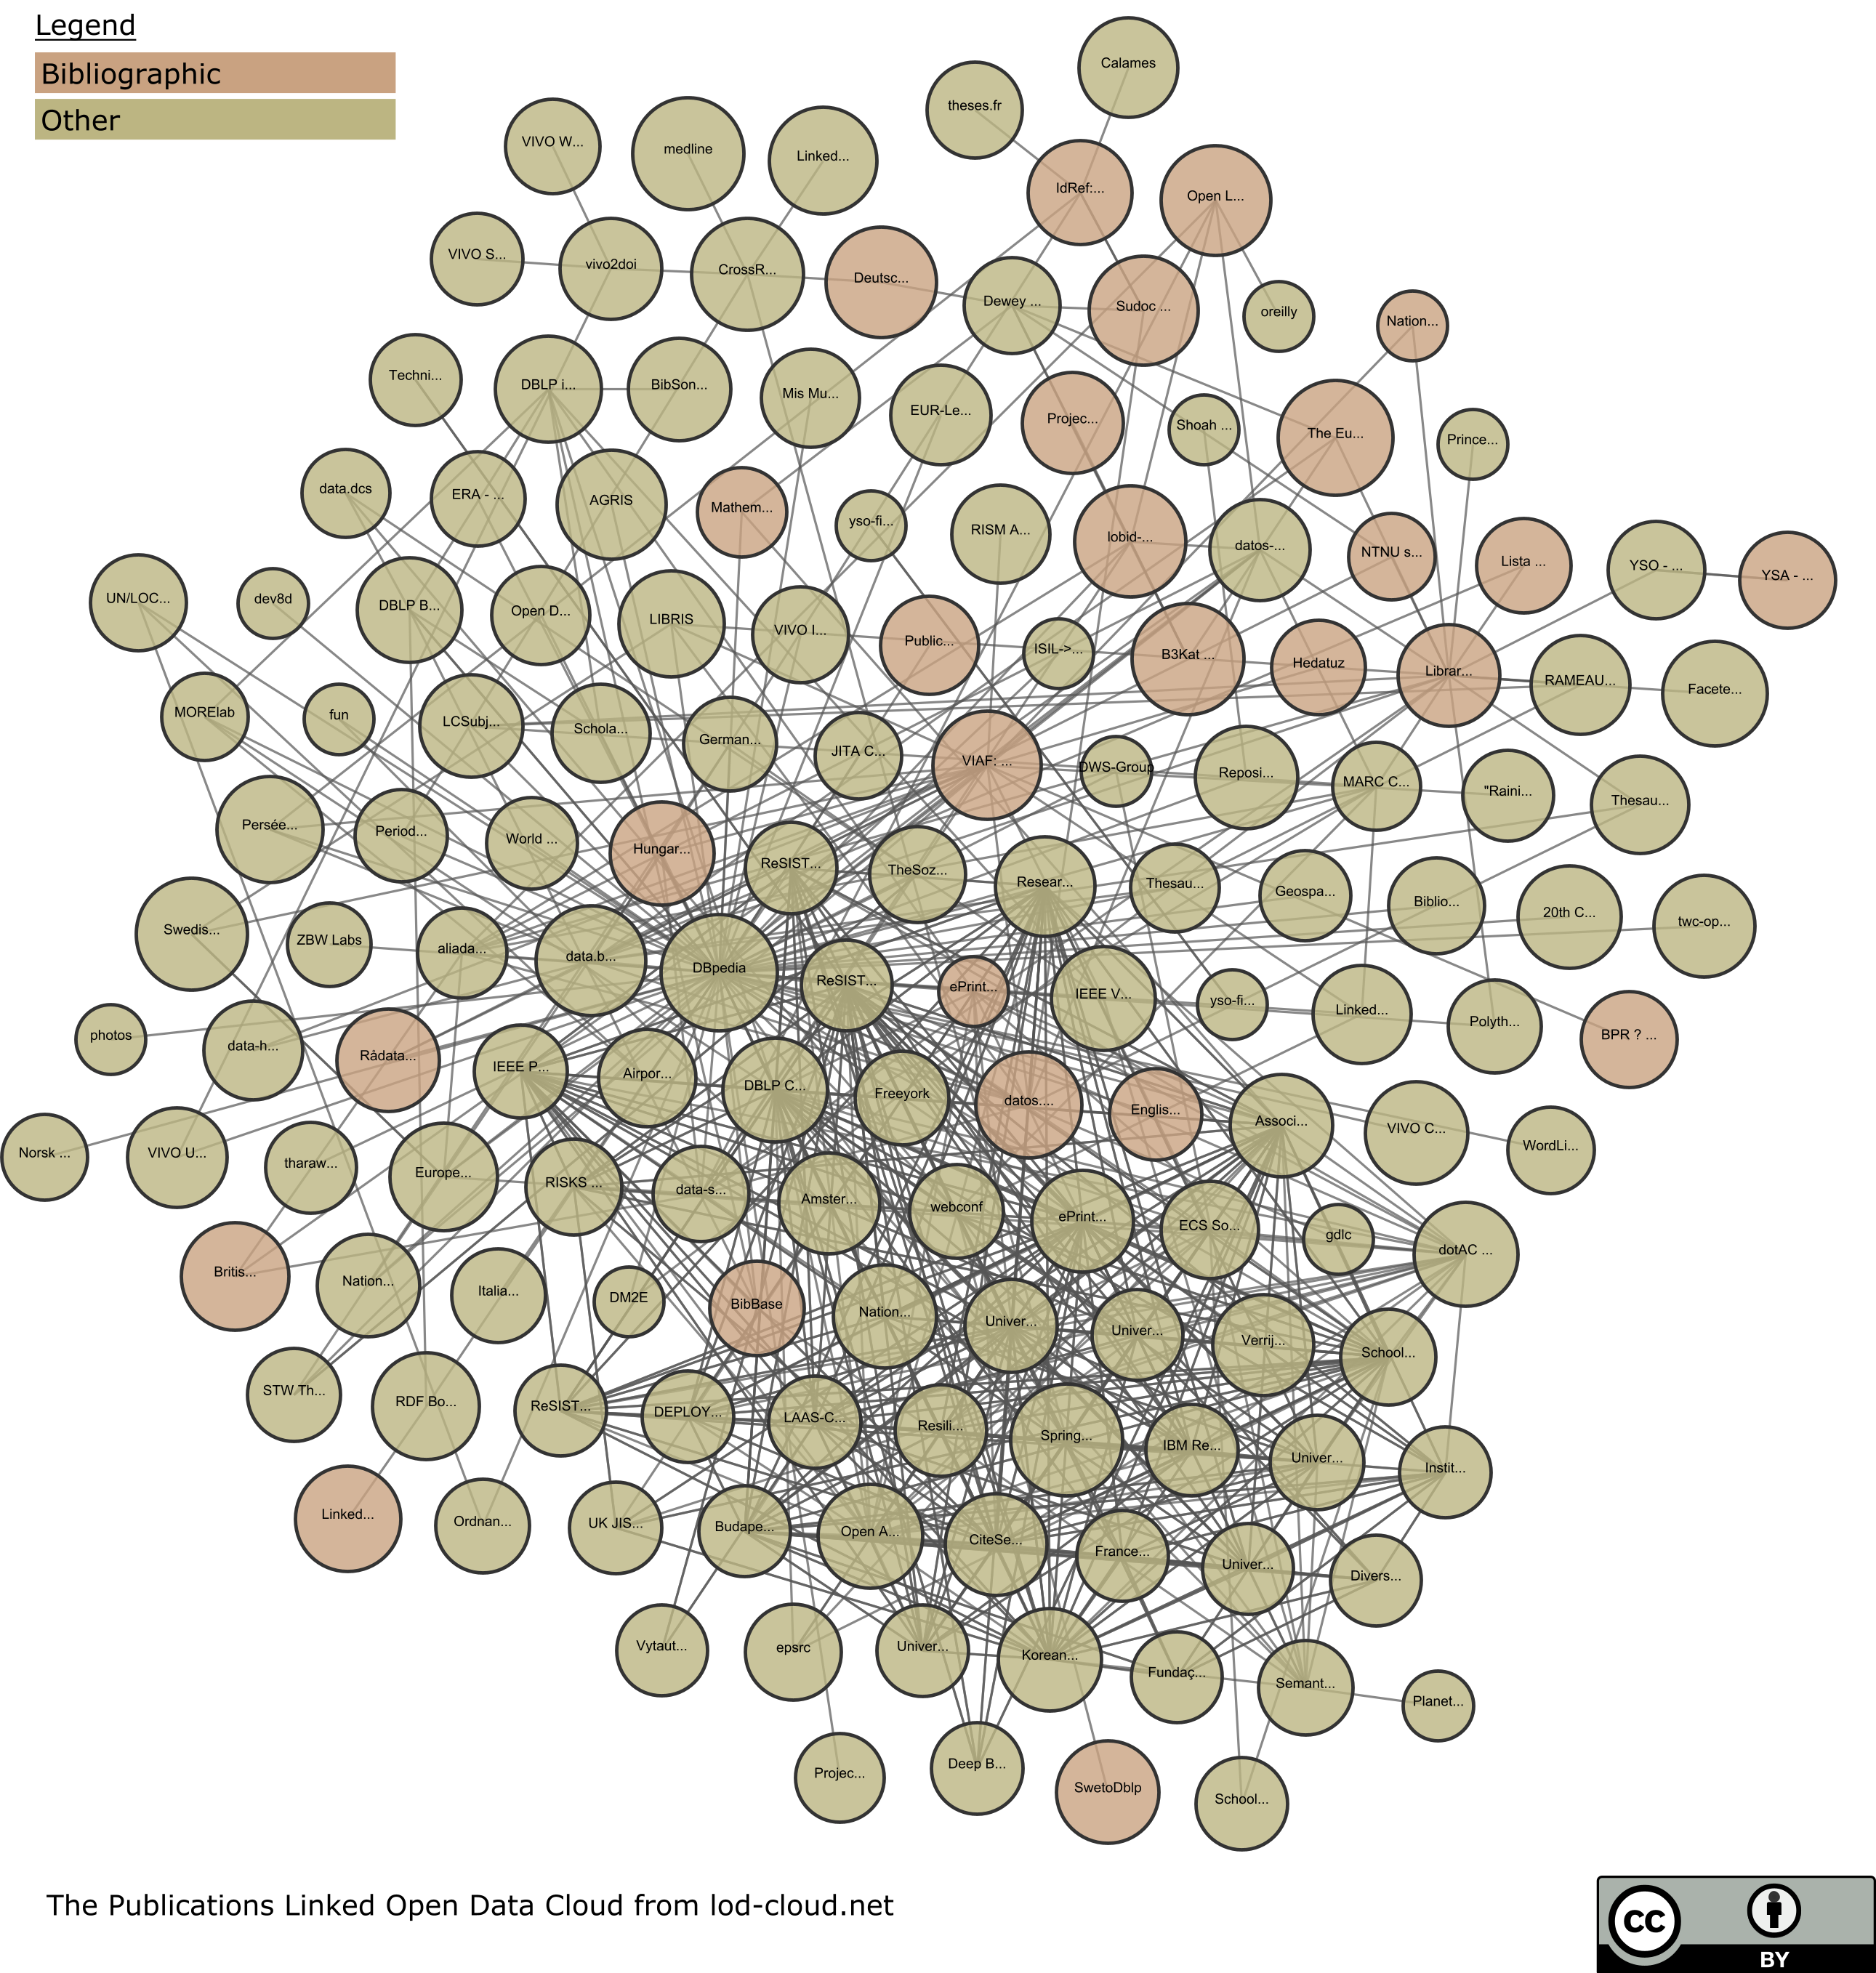 Legend
Bibliographic
Other
Calames
theses.fr
VIVO W...
medline
Linked...
IdRef:...
Open L...
VIVO S...
vivo2doi
CrossR...
Deutsc...
Dewey ...
Sudoc ...
oreilly
Nation...
Techni...
DBLP i...
BibSon...
Mis Mu...
EUR-Le...
Projec...
Shoah ...
The Eu...
Prince...
data.dcs
ERA - ...
AGRIS
Mathem...
yso-fi...
RISM A...
lobid-...
datos-...
NTNU s...
Lista ...
YSO - ...
YSA - ...
UN/LOC...
dev8d
DBLP B...
Open D...
LIBRIS
VIVO I...
Public...
ISIL->...
B3Kat ...
Hedatuz
Librar...
RAMEAU...
Facete...
MORElab
fun
LCSubj...
Schola...
German...
JITA C...
VIAF: ...
DWS-Group
Reposi...
MARC C...
"Raini...
Thesau...
Persée...
Period...
World ...
Hungar...
ReSIST...
TheSoz...
Resear...
Thesau...
Geospa...
Biblio...
20th C...
twc-op...
Swedis...
ZBW Labs
aliada...
data.b...
DBpedia
ReSIST...
ePrint...
IEEE V...
yso-fi...
Linked...
Polyth...
BPR ? ...
photos
data-h...
Rådata...
IEEE P...
Airpor...
DBLP C...
Freeyork
datos....
Englis...
Associ...
VIVO C...
WordLi...
Norsk ...
VIVO U...
tharaw...
Europe...
RISKS ...
data-s...
Amster...
webconf
ePrint...
ECS So...
gdlc
dotAC ...
Britis...
Nation...
Italia...
DM2E
BibBase
Nation...
Univer...
Univer...
Verrij...
School...
STW Th...
RDF Bo...
ReSIST...
DEPLOY...
LAAS-C...
Resili...
Spring...
IBM Re...
Univer...
Instit...
Linked...
Ordnan...
UK JIS...
Budape...
Open A...
CiteSe...
France...
Univer...
Divers...
Vytaut...
epsrc
Univer...
Korean...
Fundaç...
Semant...
Planet...
Projec...
Deep B...
SwetoDblp
School...
The Publications Linked Open Data Cloud from lod-cloud.net
cc
BY